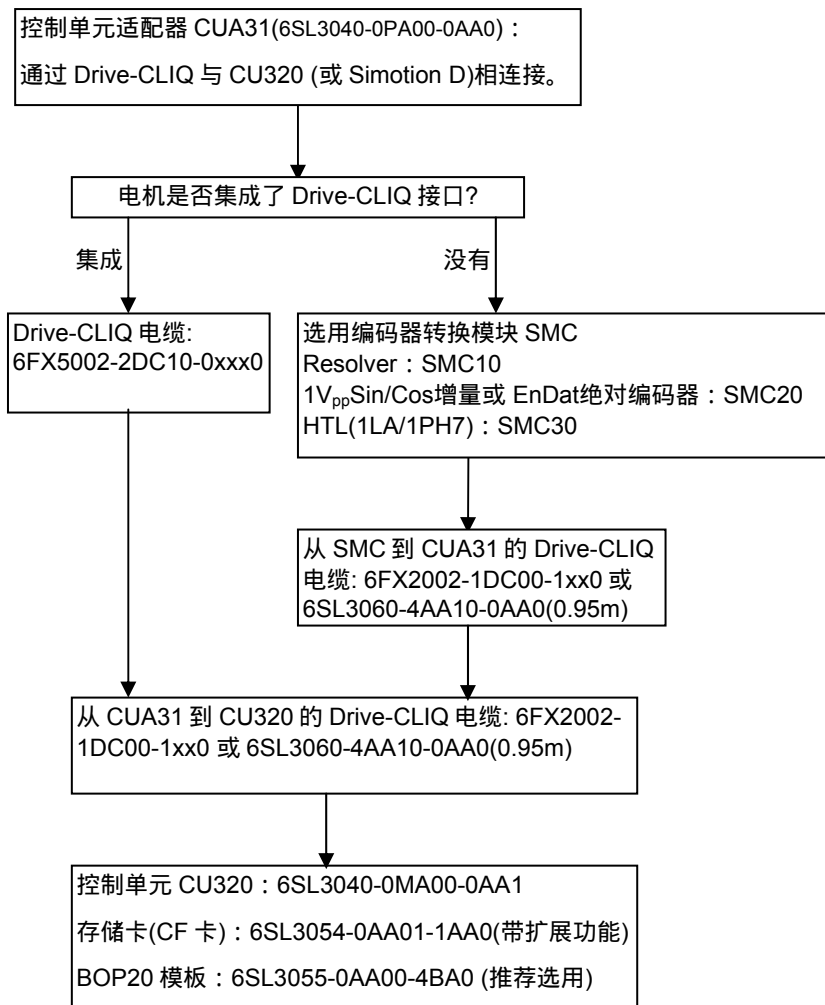 控制单元适配器 CUA31(6SL3040-0PA00-0AA0)：
通过 Drive-CLIQ 与 CU320 (或 Simotion D)相连接。
电机是否集成了 Drive-CLIQ 接口?
集成
没有
Drive-CLIQ 电缆:
6FX5002-2DC10-0xxx0
选用编码器转换模块 SMC
Resolver：SMC10
1VppSin/Cos增量或 EnDat绝对编码器：SMC20
HTL(1LA/1PH7)：SMC30
从 SMC 到 CUA31 的 Drive-CLIQ
电缆: 6FX2002-1DC00-1xx0 或
6SL3060-4AA10-0AA0(0.95m)
从 CUA31 到 CU320 的 Drive-CLIQ 电缆: 6FX2002-
1DC00-1xx0 或 6SL3060-4AA10-0AA0(0.95m)
控制单元 CU320：6SL3040-0MA00-0AA1
存储卡(CF 卡)：6SL3054-0AA01-1AA0(带扩展功能)
BOP20 模板：6SL3055-0AA00-4BA0 (推荐选用)